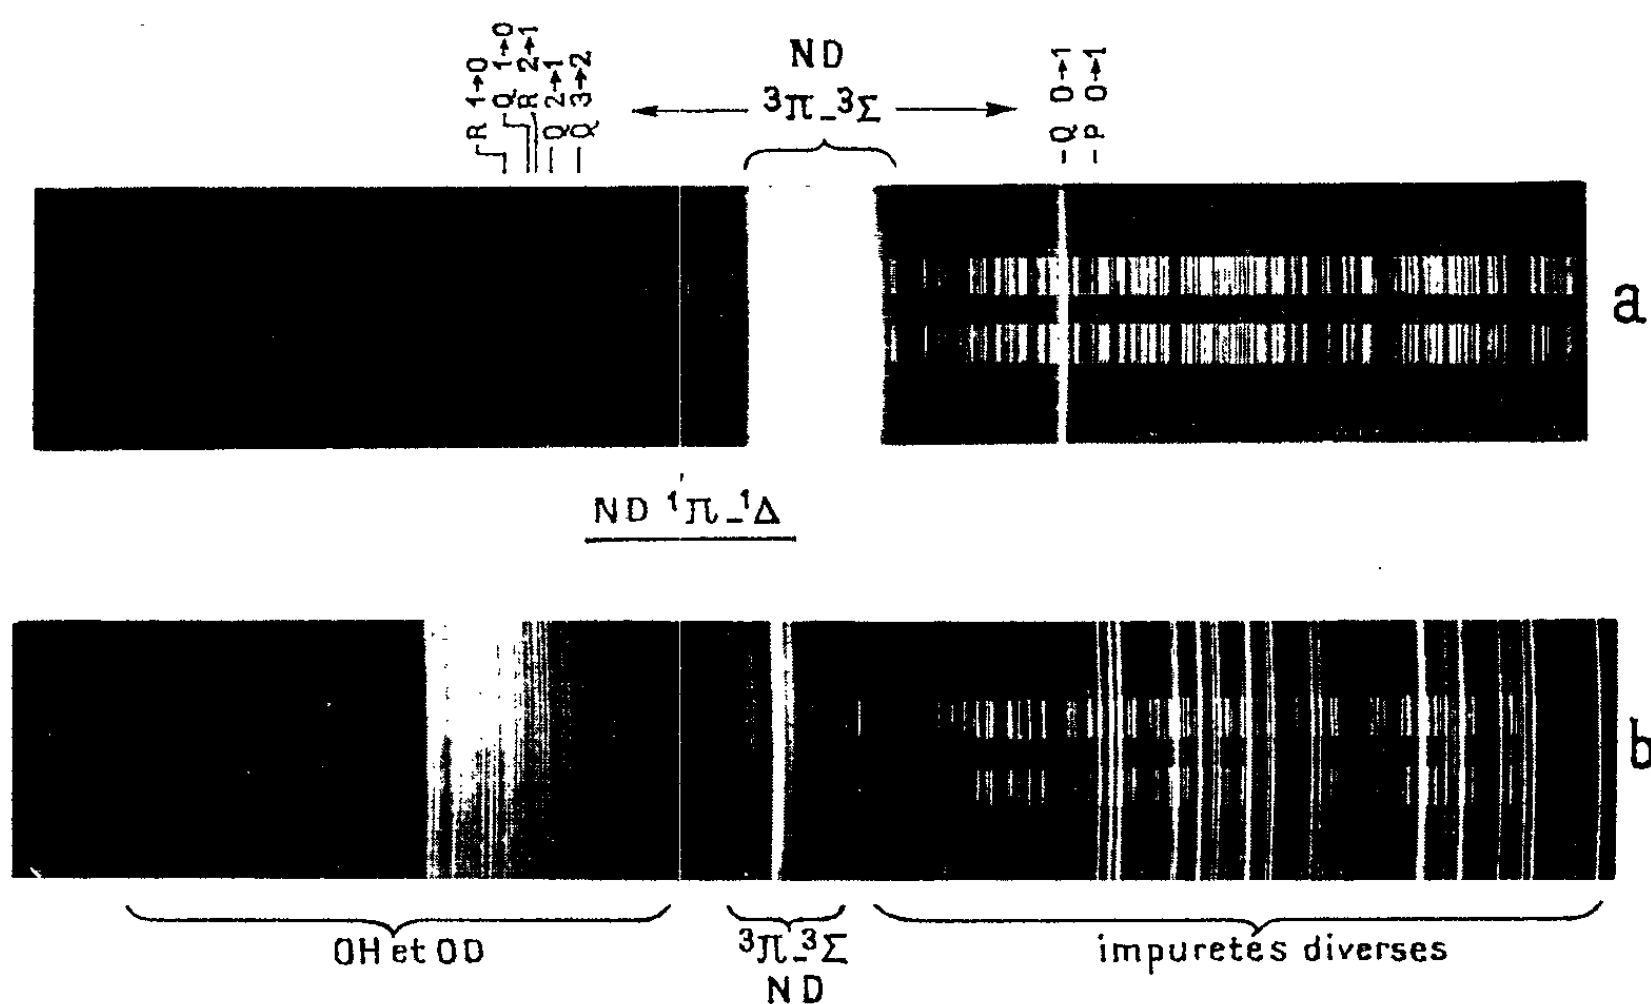 R 1→0
Q 1→0
R 2→1
Q 2→1
Q 3→2
ND
³Π_³Σ
Q 0→1
P 0→1
a
ND ¹Π_¹Δ
b
OH et OD
³Π_³Σ
ND
impuretés diverses